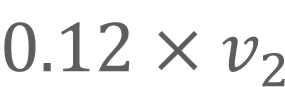 0.12 × 𝑣₂